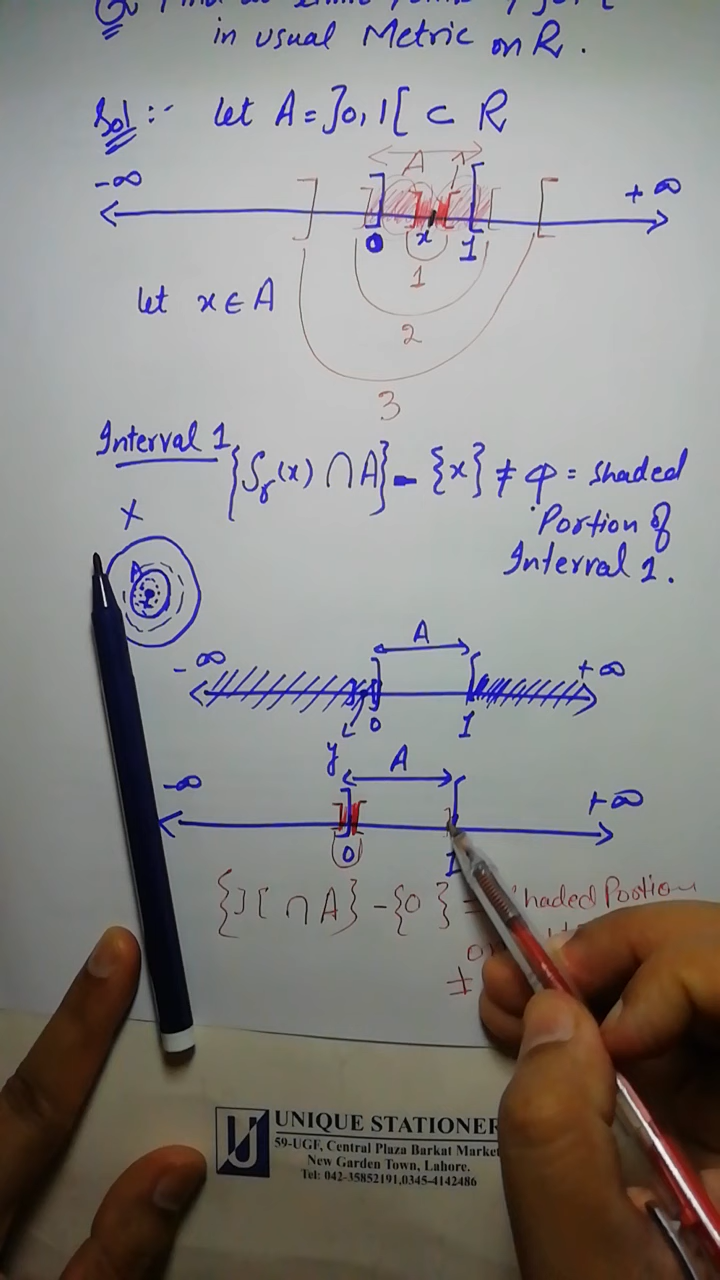 in usual Metric on R.
Sol :- let A = ]0, 1[ ⊂ R
A
-∞ +∞
0 x 1
1
let x ∈ A
2
3
Interval 1 {Sr(x) ∩ A} - {x} ≠ φ = shaded
Portion of
Interval 1.
X
A
A
-∞ +∞
0 1
y
A
-∞ +∞
0 1
{][ ∩ A} - {0} = shaded Portion
≠
U
UNIQUE STATIONER
59-UGF, Central Plaza Barkat Market
New Garden Town, Lahore.
Tel: 042-35852191,0345-4142486